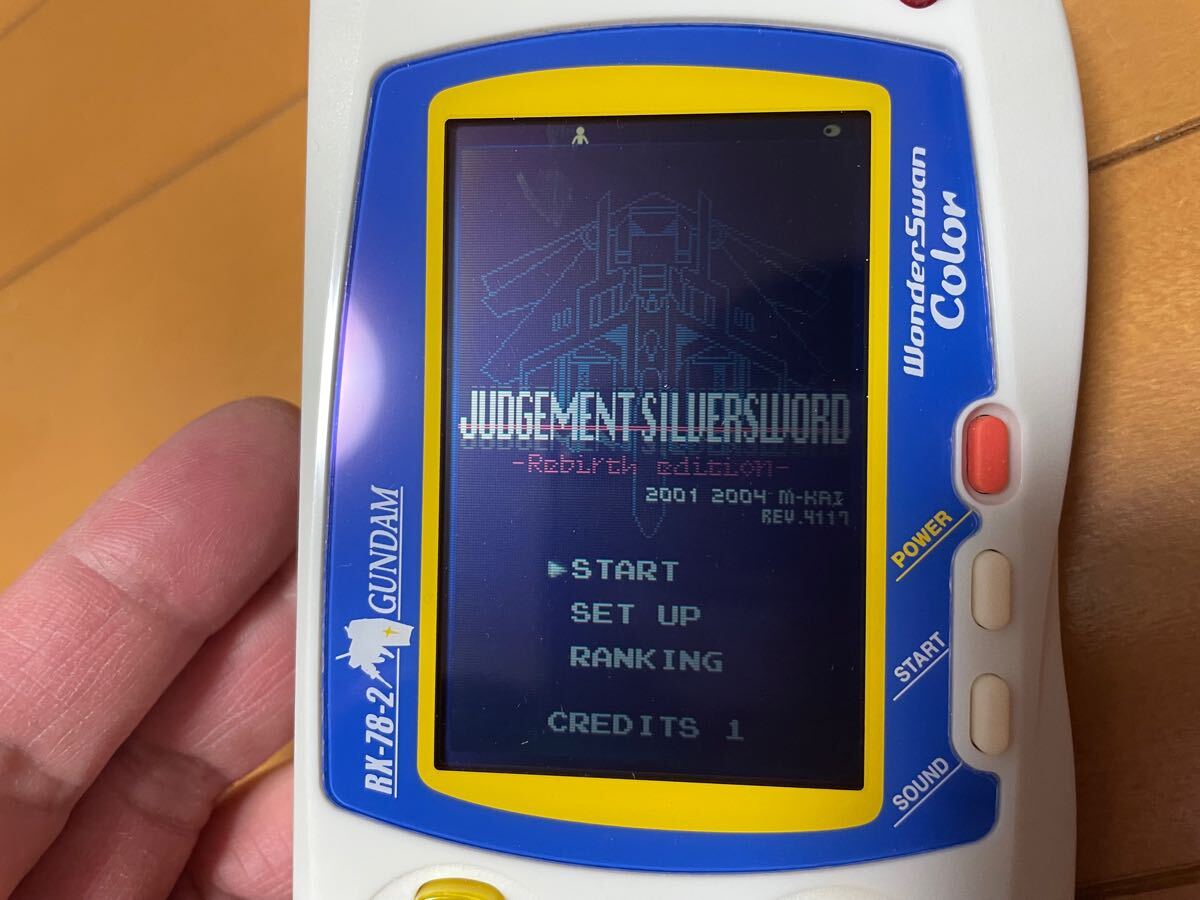 WonderSwan
Color
JUDGEMENT SILVERSWORD
-Rebirth edition-
2001 2004 M-KAI
REV.4117
▶START
SET UP
RANKING
CREDITS 1
RX-78-2 GUNDAM
POWER
START
SOUND